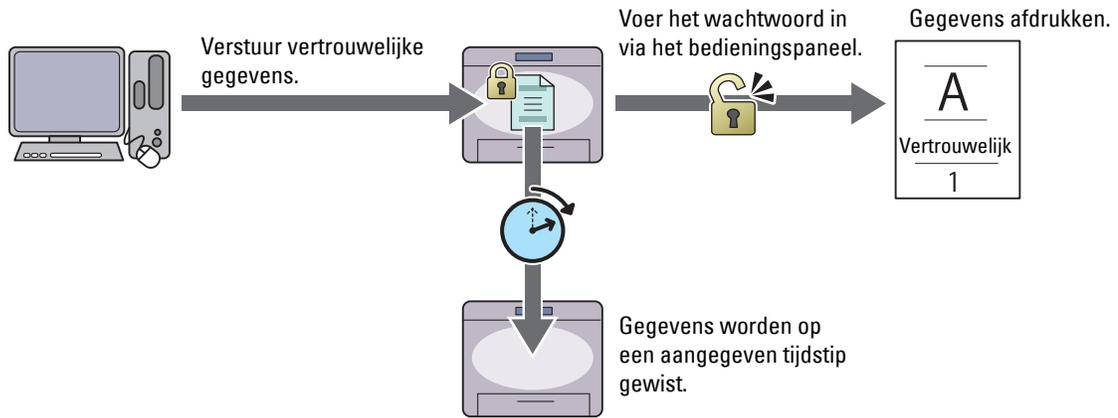 Verstuur vertrouwelijke
gegevens.
Voer het wachtwoord in
via het bedieningspaneel.
Gegevens afdrukken.
A
Vertrouwelijk
1
Gegevens worden op
een aangegeven tijdstip
gewist.